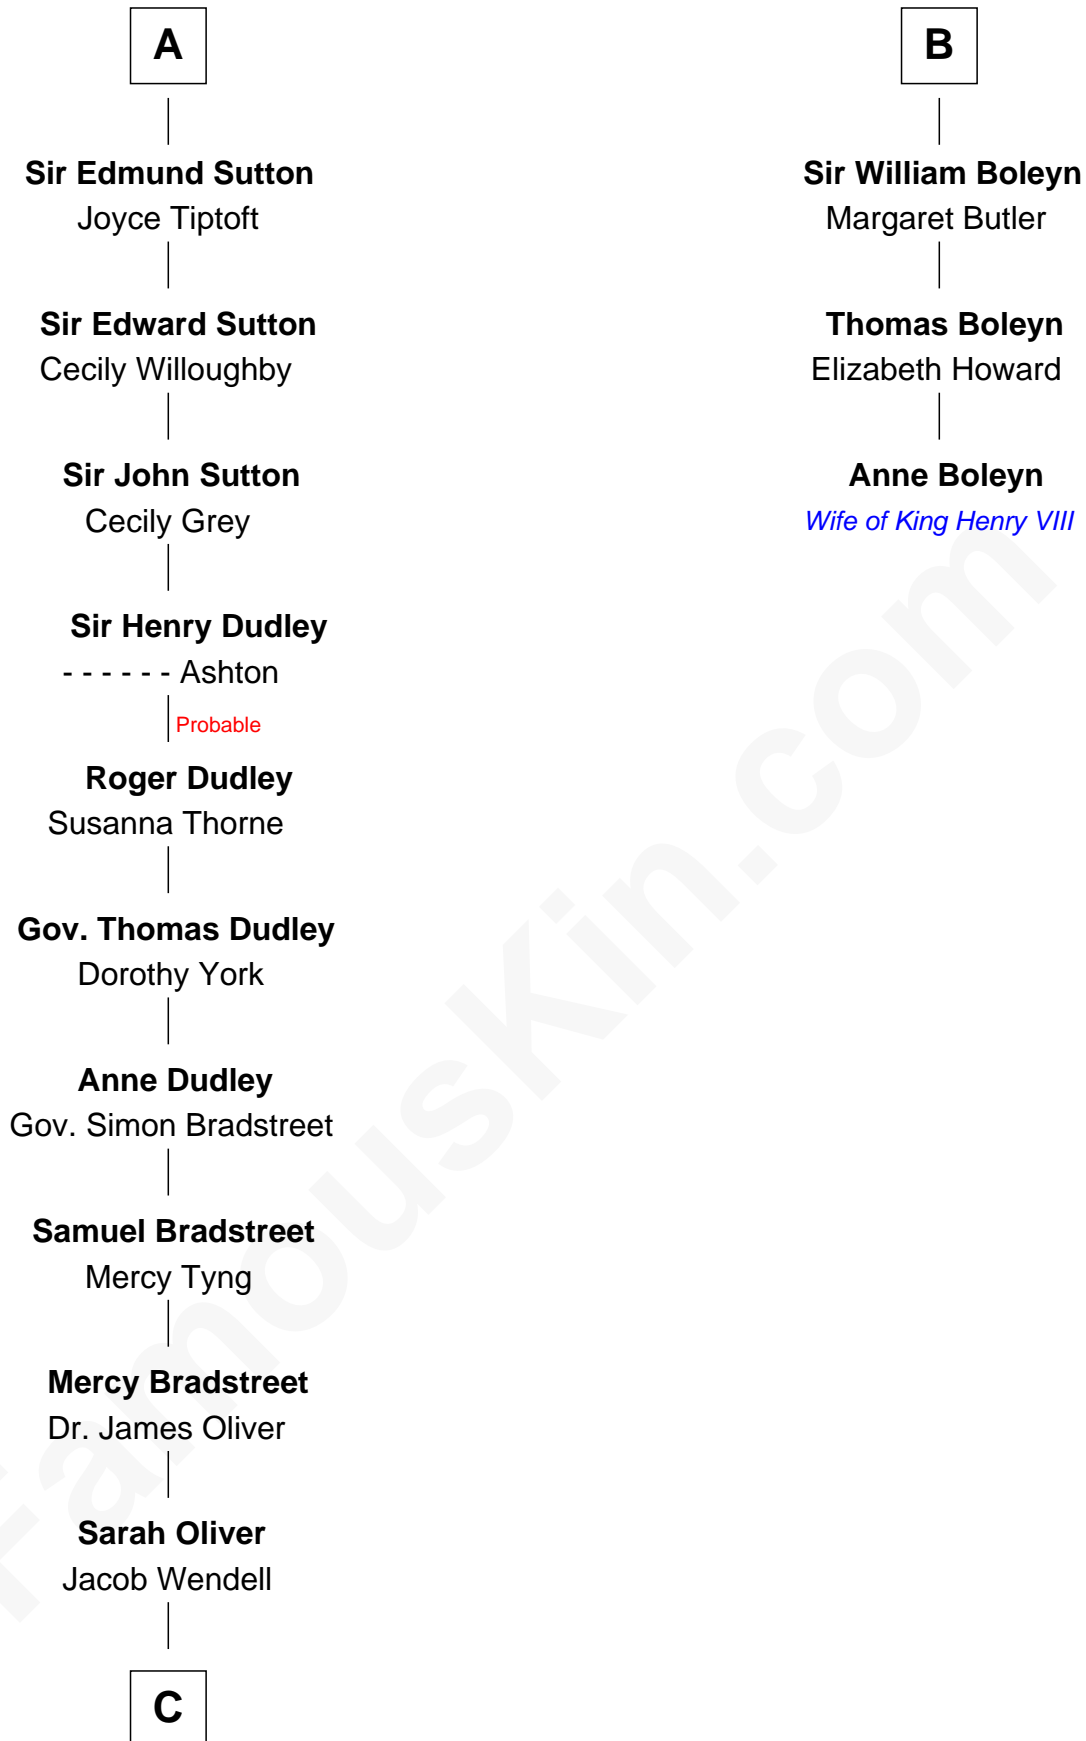 A
Sir Edmund Sutton
Joyce Tiptoft
Sir Edward Sutton
Cecily Willoughby
Sir John Sutton
Cecily Grey
Sir Henry Dudley
- - - - - - Ashton
Probable
Roger Dudley
Susanna Thorne
Gov. Thomas Dudley
Dorothy York
Anne Dudley
Gov. Simon Bradstreet
Samuel Bradstreet
Mercy Tyng
Mercy Bradstreet
Dr. James Oliver
Sarah Oliver
Jacob Wendell
C
B
Sir William Boleyn
Margaret Butler
Thomas Boleyn
Elizabeth Howard
Anne Boleyn
Wife of King Henry VIII
FamousKin.com